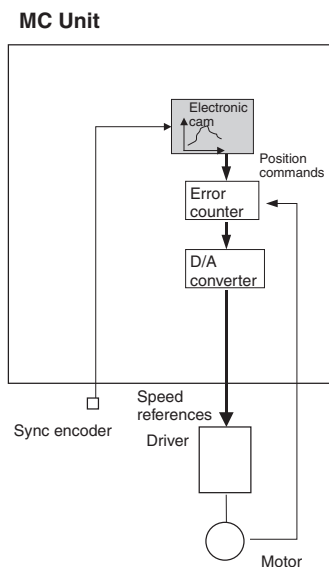 MC Unit
Electronic
cam
Position
commands
Error
counter
D/A
converter
Speed
references
Sync encoder
Driver
Motor